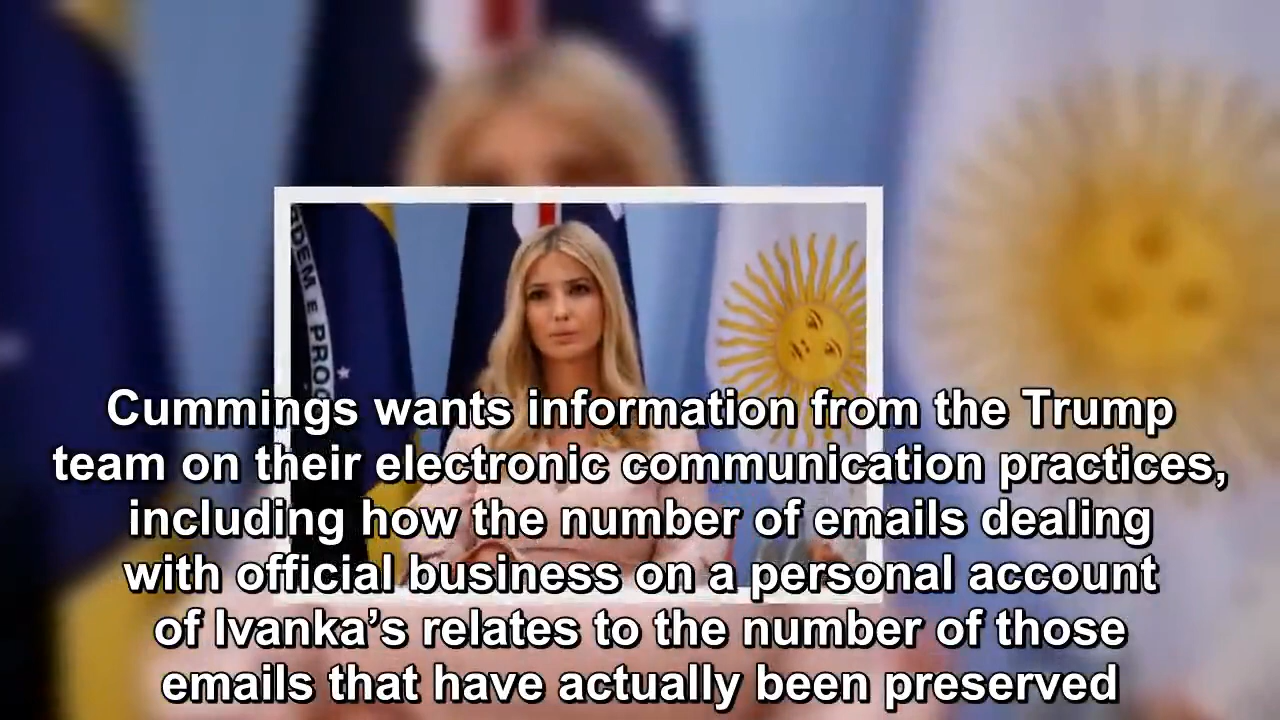 RDEM E PROG
Cummings wants information from the Trump
team on their electronic communication practices,
including how the number of emails dealing
with official business on a personal account
of Ivanka’s relates to the number of those
emails that have actually been preserved